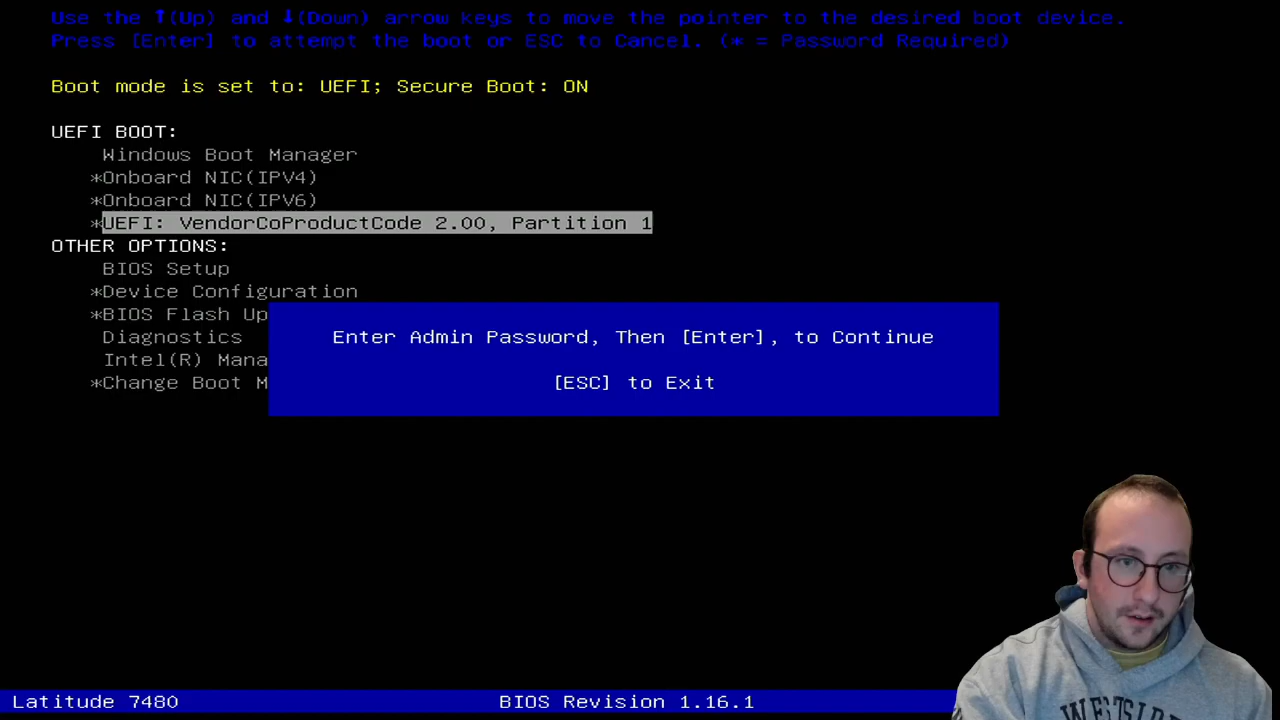 Use the ↑(Up) and ↓(Down) arrow keys to move the pointer to the desired boot device.
Press [Enter] to attempt the boot or ESC to Cancel. (* = Password Required)
Boot mode is set to: UEFI; Secure Boot: ON
UEFI BOOT:
Windows Boot Manager
*Onboard NIC(IPV4)
*Onboard NIC(IPV6)
*UEFI: VendorCoProductCode 2.00, Partition 1
OTHER OPTIONS:
BIOS Setup
*Device Configuration
*BIOS Flash Up
Diagnostics
Intel(R) Mana
*Change Boot M
Enter Admin Password, Then [Enter], to Continue
[ESC] to Exit
Latitude 7480
BIOS Revision 1.16.1